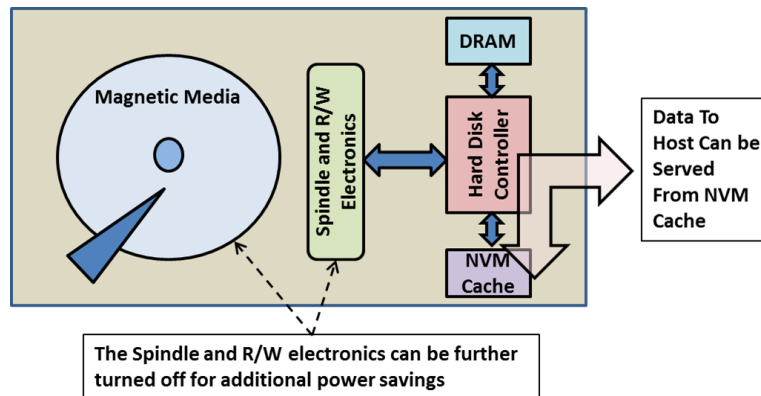 Magnetic Media
Spindle and R/W
Electronics
DRAM
Hard Disk
Controller
NVM
Cache
Data To
Host Can be
Served
From NVM
Cache
The Spindle and R/W electronics can be further
turned off for additional power savings